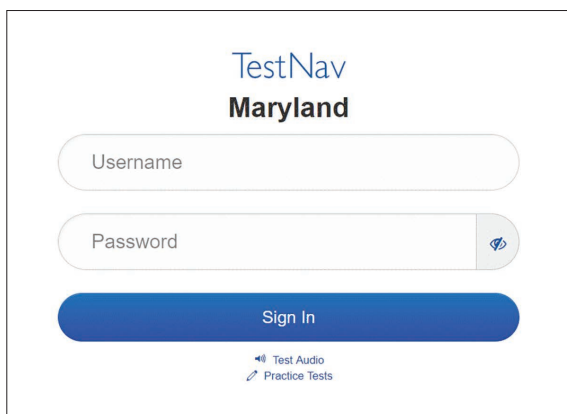 TestNav
Maryland
Username
Password
Sign In
Test Audio
Practice Tests